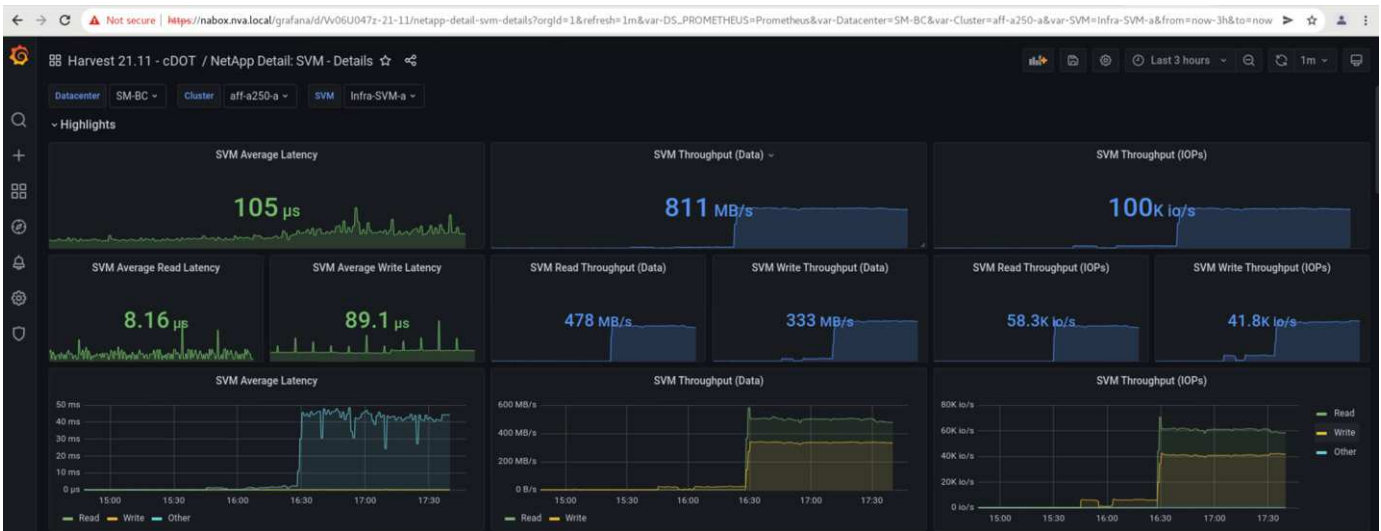 Not secure | https://nabox.nva.local/grafana/d/Vv06U047z-21-11/netapp-detail-svm-details?orgId=1&refresh=1m&var-DS_PROMETHEUS=Prometheus&var-Datacenter=SM-BC&var-Cluster=aff-a250-a&var-SVM=Infra-SVM-a&from=now-3h&to=now
Harvest 21.11 - cDOT / NetApp Detail: SVM - Details
Last 3 hours
1m
Datacenter SM-BC Cluster aff-a250-a SVM Infra-SVM-a
Highlights
SVM Average Latency
105 µs
SVM Throughput (Data)
811 MB/s
SVM Throughput (IOPs)
100K io/s
SVM Average Read Latency
8.16 µs
SVM Average Write Latency
89.1 µs
SVM Read Throughput (Data)
478 MB/s
SVM Write Throughput (Data)
333 MB/s
SVM Read Throughput (IOPs)
58.3K io/s
SVM Write Throughput (IOPs)
41.8K io/s
SVM Average Latency
50 ms
40 ms
30 ms
20 ms
10 ms
0 µs
15:00 15:30 16:00 16:30 17:00 17:30
Read Write Other
SVM Throughput (Data)
600 MB/s
400 MB/s
200 MB/s
0 B/s
15:00 15:30 16:00 16:30 17:00 17:30
Read Write
SVM Throughput (IOPs)
80K io/s
60K io/s
40K io/s
20K io/s
0 io/s
15:00 15:30 16:00 16:30 17:00 17:30
Read
Write
Other